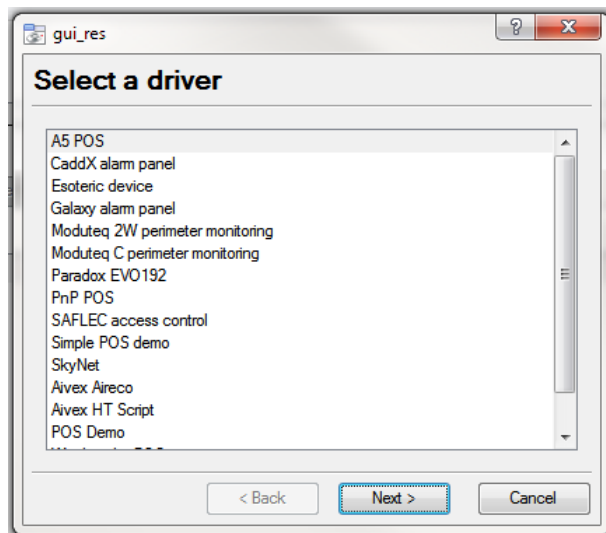 gui_res
Select a driver
A5 POS
CaddX alarm panel
Esoteric device
Galaxy alarm panel
Moduteq 2W perimeter monitoring
Moduteq C perimeter monitoring
Paradox EVO192
PnP POS
SAFLEC access control
Simple POS demo
SkyNet
Aivex Aireco
Aivex HT Script
POS Demo
< Back Next > Cancel